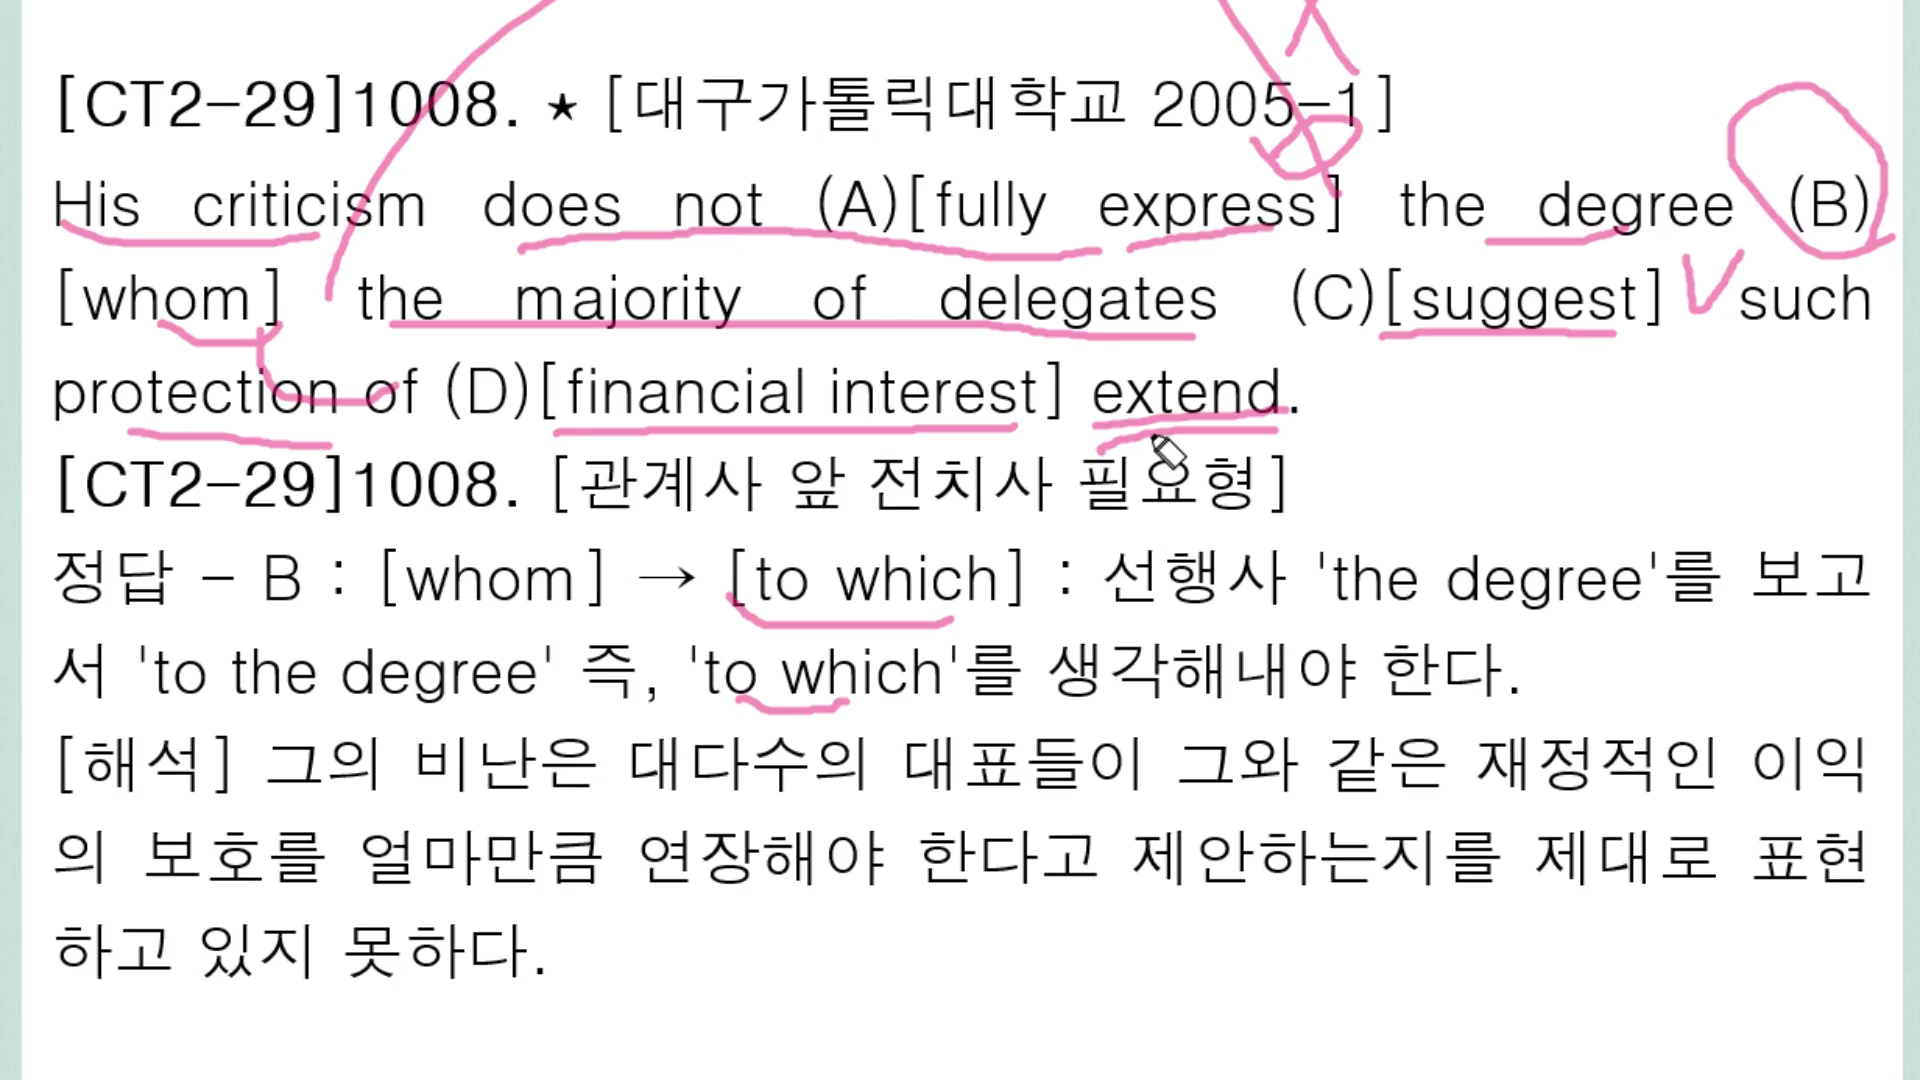 [CT2-29]1008. ★ [대구가톨릭대학교 2005-1]
His criticism does not (A)[fully express] the degree (B)
[whom] the majority of delegates (C)[suggest] such
protection of (D)[financial interest] extend.
[CT2-29]1008. [관계사 앞 전치사 필요형]
정답 - B : [whom] → [to which] : 선행사 'the degree'를 보고
서 'to the degree' 즉, 'to which'를 생각해내야 한다.
[해석] 그의 비난은 대다수의 대표들이 그와 같은 재정적인 이익
의 보호를 얼마만큼 연장해야 한다고 제안하는지를 제대로 표현
하고 있지 못하다.